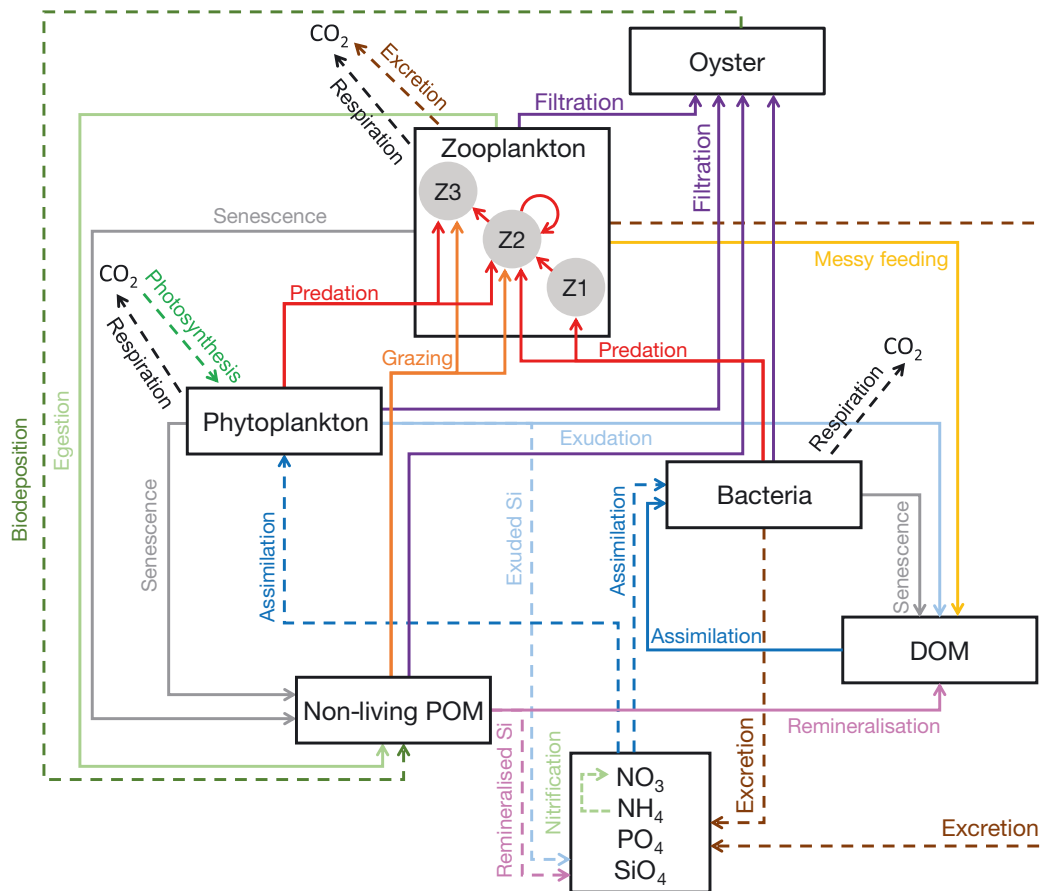 CO₂
Excretion
Respiration
Oyster
Filtration
Filtration
Zooplankton
Z3
Z2
Z1
Senescence
Messy feeding
CO₂
Photosynthesis
Respiration
Predation
Grazing
Predation
CO₂
Respiration
Phytoplankton
Exudation
Biodeposition
Egestion
Senescence
Assimilation
Exuded Si
Assimilation
Bacteria
Senescence
Assimilation
DOM
Non-living POM
Remineralisation
Remineralised Si
Nitrification
NO₃
NH₄
PO₄
SiO₄
Excretion
Excretion